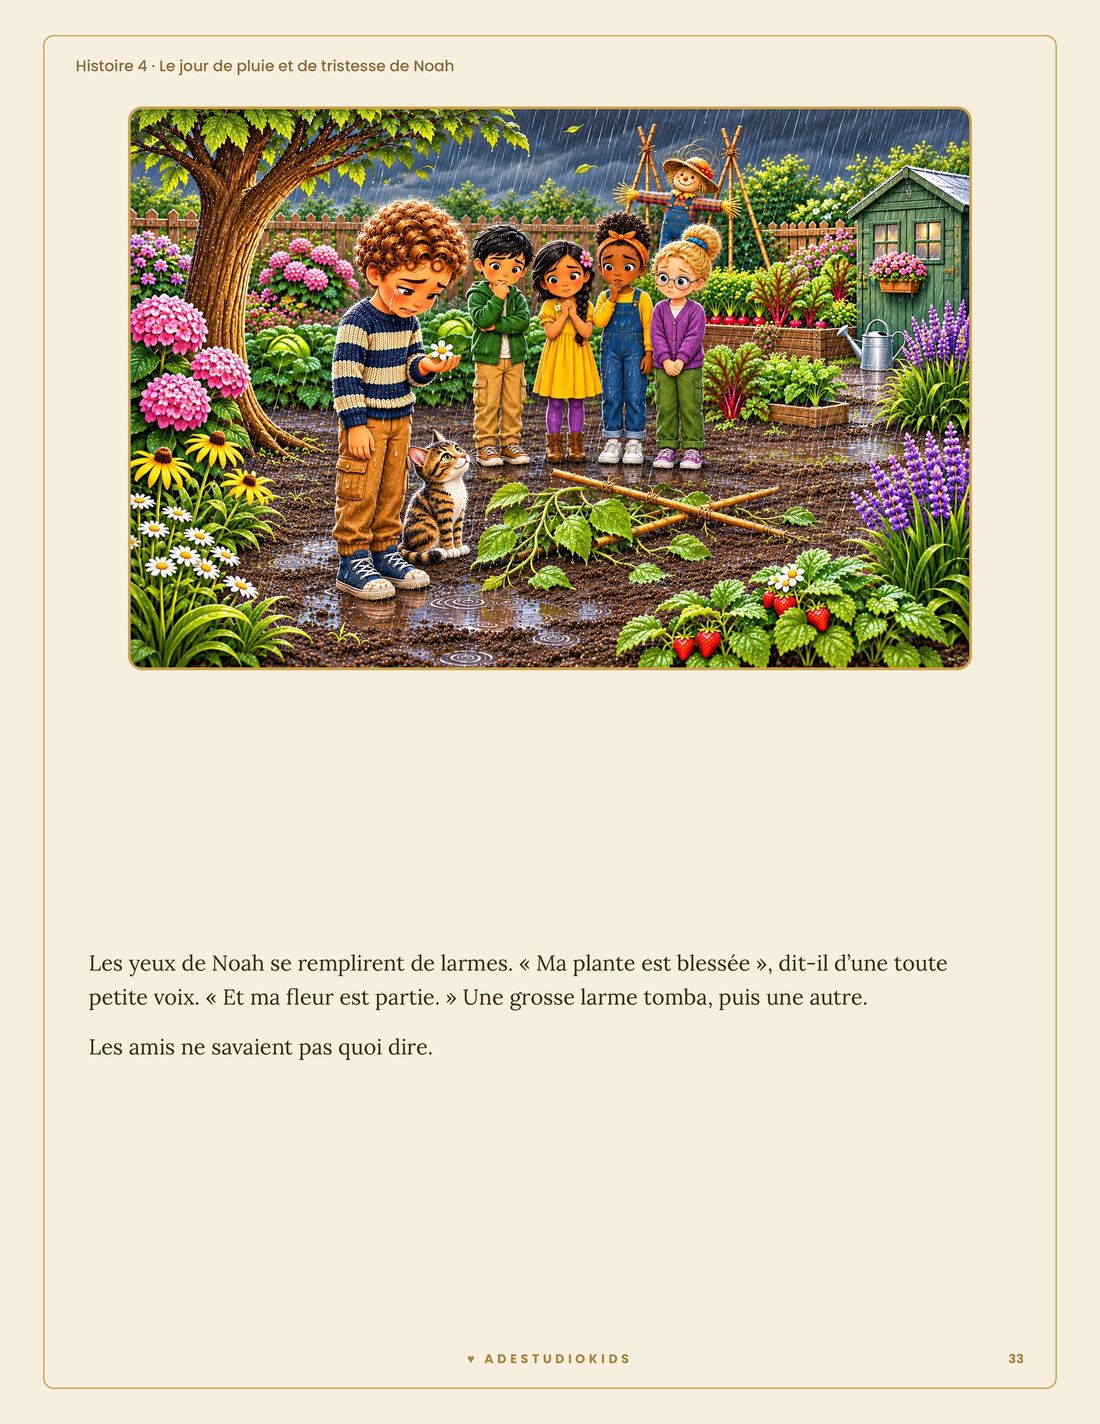 Histoire 4 · Le jour de pluie et de tristesse de Noah
Les yeux de Noah se remplirent de larmes. « Ma plante est blessée », dit-il d’une toute
petite voix. « Et ma fleur est partie. » Une grosse larme tomba, puis une autre.
Les amis ne savaient pas quoi dire.
♥ ADESTUDIOKIDS
33